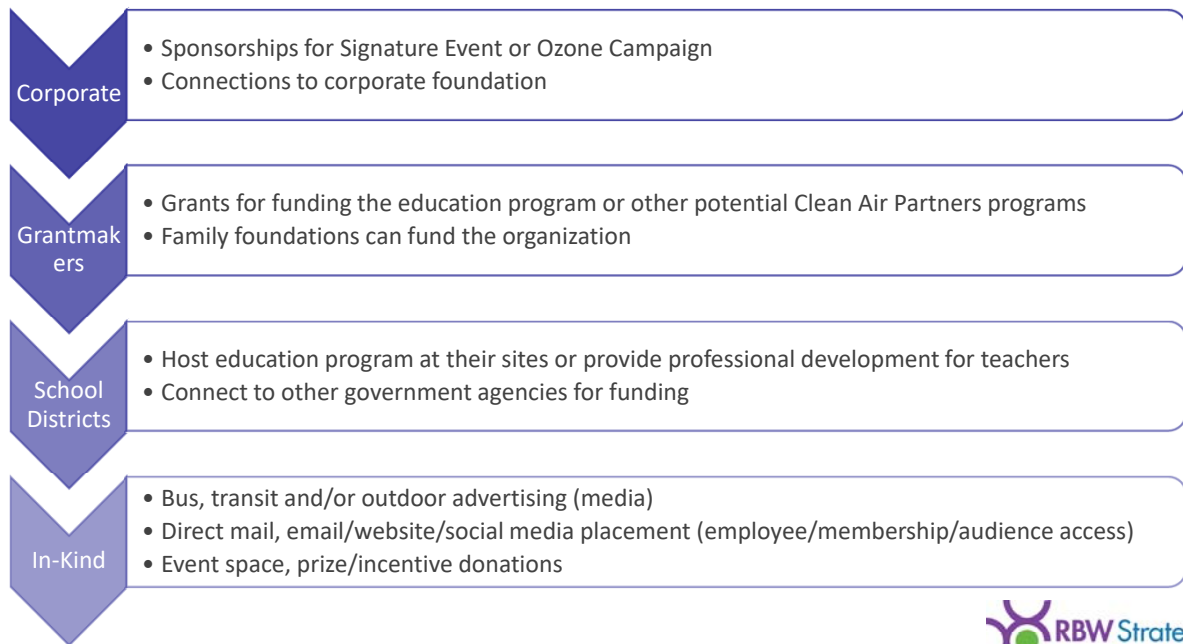 Corporate
• Sponsorships for Signature Event or Ozone Campaign
• Connections to corporate foundation
Grantmak
ers
• Grants for funding the education program or other potential Clean Air Partners programs
• Family foundations can fund the organization
School
Districts
• Host education program at their sites or provide professional development for teachers
• Connect to other government agencies for funding
In-Kind
• Bus, transit and/or outdoor advertising (media)
• Direct mail, email/website/social media placement (employee/membership/audience access)
• Event space, prize/incentive donations
RBW Strate